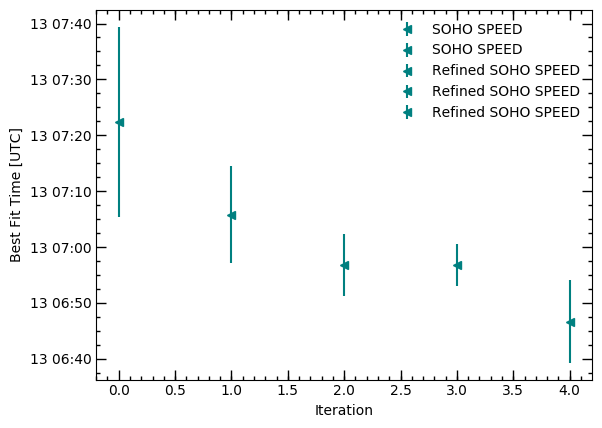 13 07:40
13 07:30
13 07:20
13 07:10
13 07:00
13 06:50
13 06:40
Best Fit Time [UTC]
SOHO SPEED
SOHO SPEED
Refined SOHO SPEED
Refined SOHO SPEED
Refined SOHO SPEED
0.0 0.5 1.0 1.5 2.0 2.5 3.0 3.5 4.0
Iteration